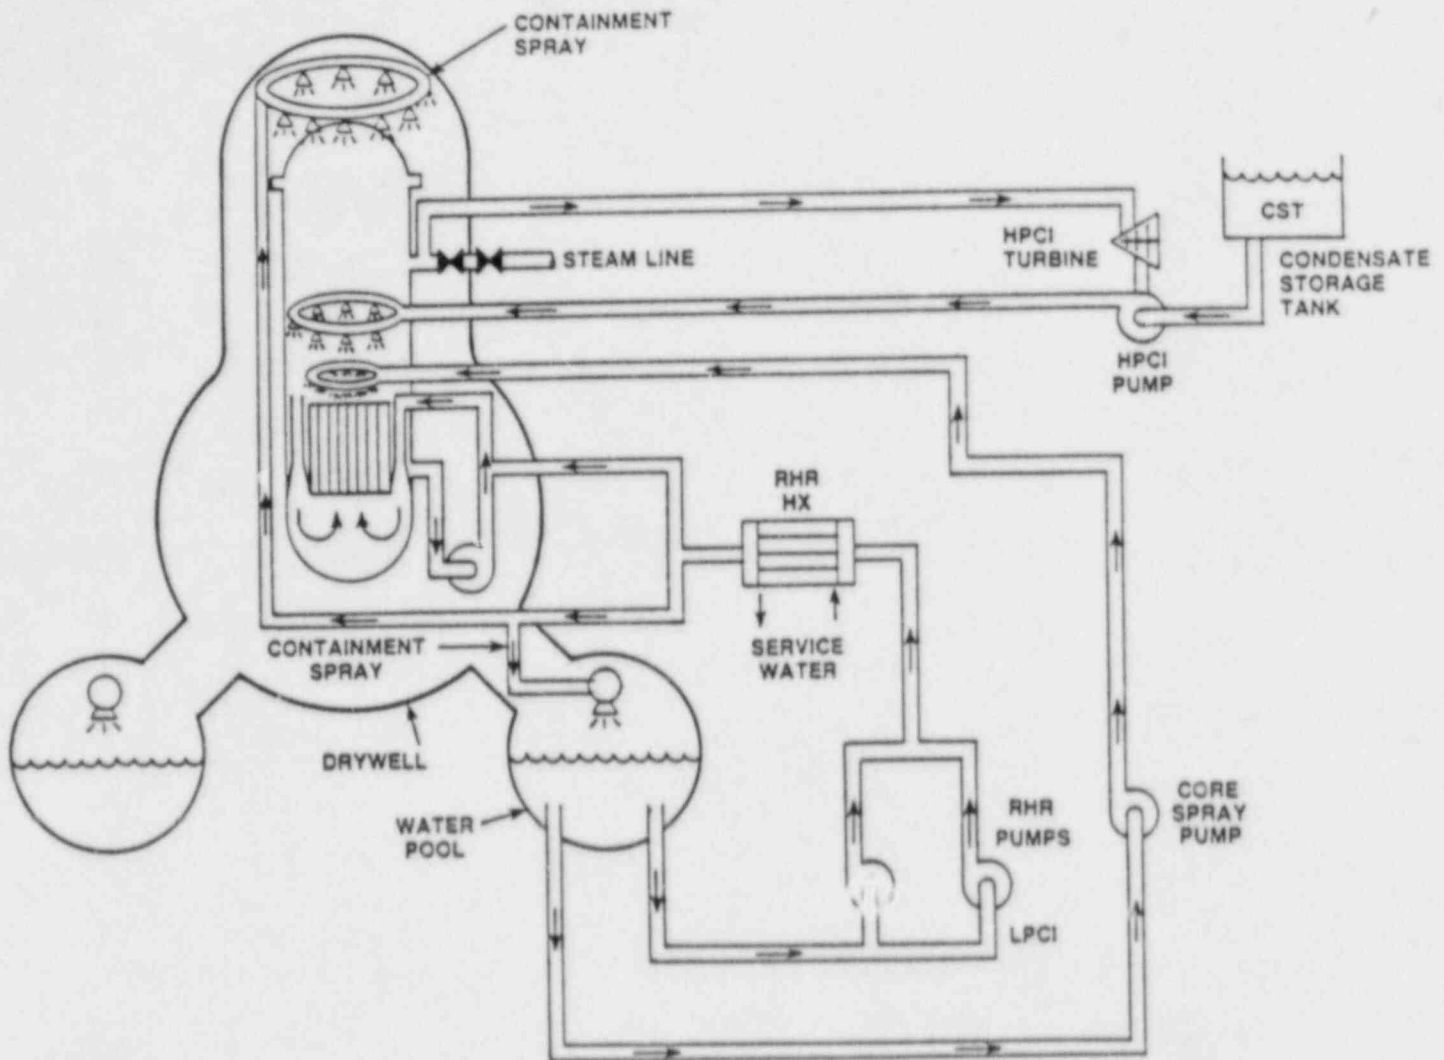 CONTAINMENT
SPRAY
CST
HPCI
TURBINE
STEAM LINE
CONDENSATE
STORAGE
TANK
HPCI
PUMP
RHR
HX
SERVICE
WATER
CONTAINMENT
SPRAY
DRYWELL
WATER
POOL
RHR
PUMPS
CORE
SPRAY
PUMP
LPCI